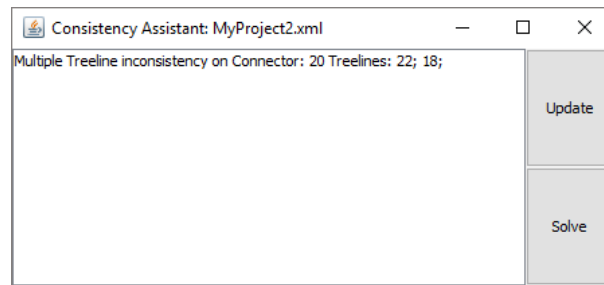 Consistency Assistant: MyProject2.xml
Multiple Treeline inconsistency on Connector: 20 Treelines: 22; 18;
Update
Solve